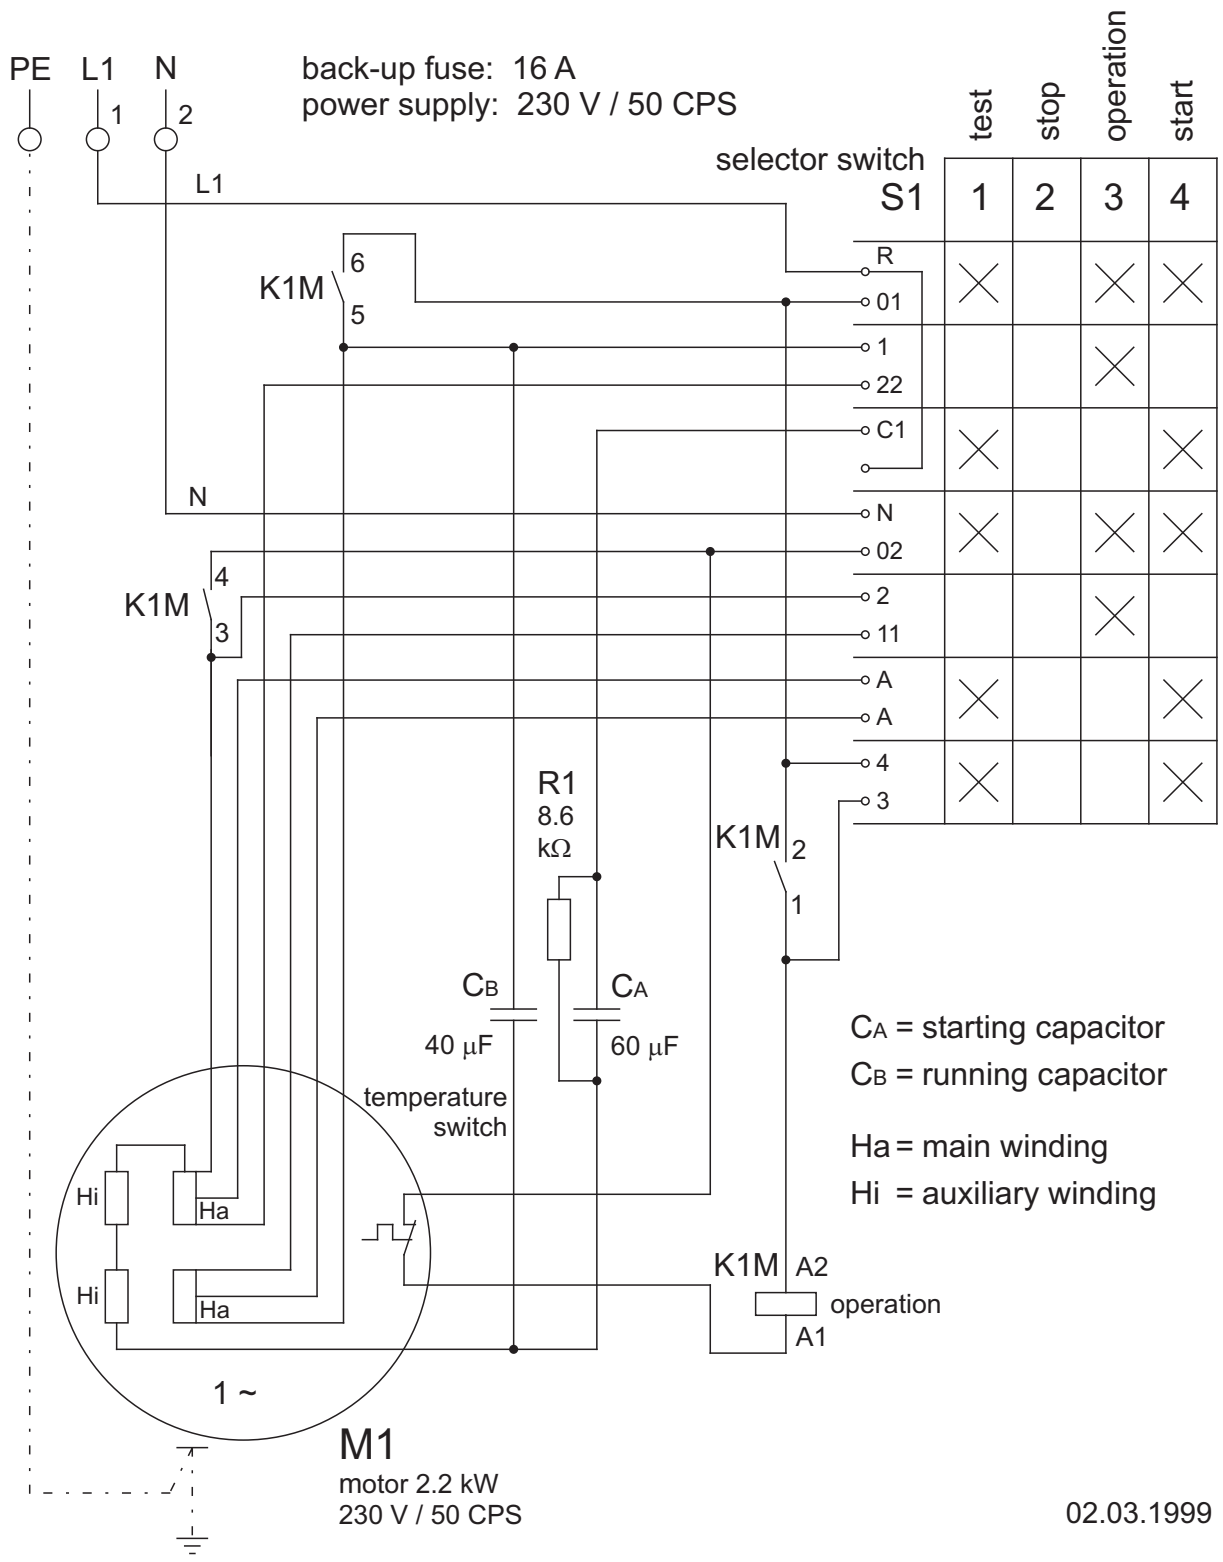 PE L1 N
1 2
back-up fuse: 16 A
power supply: 230 V / 50 CPS
test
stop
operation
start
selector switch
S1 1 2 3 4
L1
R
01
K1M
6
5
1
22
C1
N
N
02
K1M
4
3
2
11
A
A
4
3
R1
8.6
kΩ
K1M
2
1
CB
40 µF
CA
60 µF
CA = starting capacitor
CB = running capacitor
Ha = main winding
Hi = auxiliary winding
temperature
switch
Hi
Ha
Hi
Ha
K1M A2
operation
A1
1 ~
M1
motor 2.2 kW
230 V / 50 CPS
02.03.1999